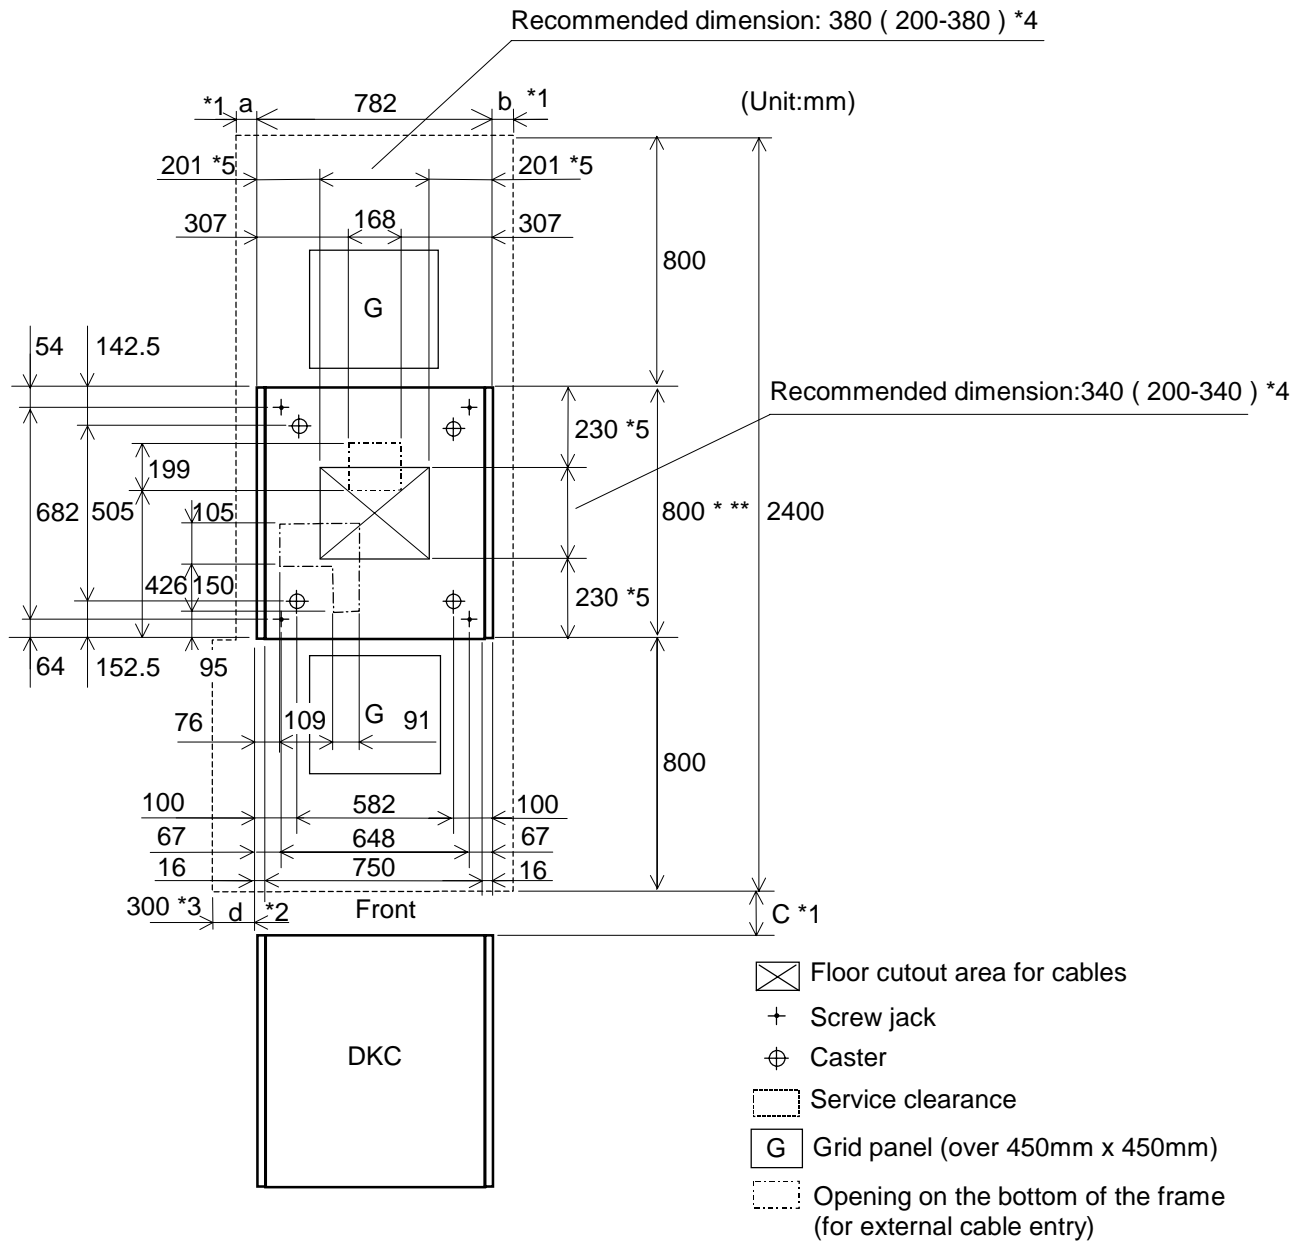 Recommended dimension: 380 ( 200-380 ) *4
*1 a 782 b *1 (Unit:mm)
201 *5 201 *5
307 168 307
800
G
54 142.5
Recommended dimension:340 ( 200-340 ) *4
230 *5
199
682 505 105 800 * ** 2400
426 150 230 *5
64 152.5 95
76 109 G 91
800
100 582 100
67 648 67
16 750 16
300 *3 d *2 Front C *1
Floor cutout area for cables
Screw jack
DKC Caster
Service clearance
G Grid panel (over 450mm x 450mm)
Opening on the bottom of the frame
(for external cable entry)